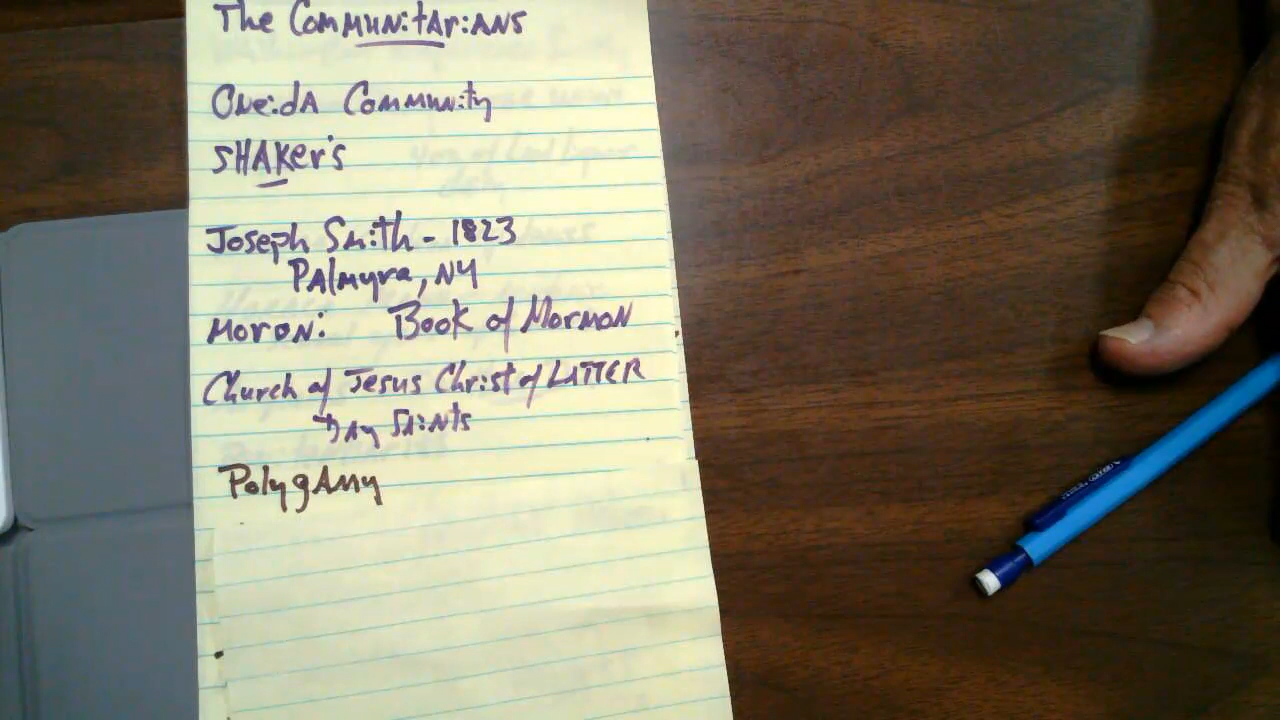 The Communitarians
Oneida Community
SHAKer's
Joseph Smith - 1823
Palmyra, NY
Moroni Book of Mormon
Church of Jesus Christ of LATTER
Day Saints
Polygamy